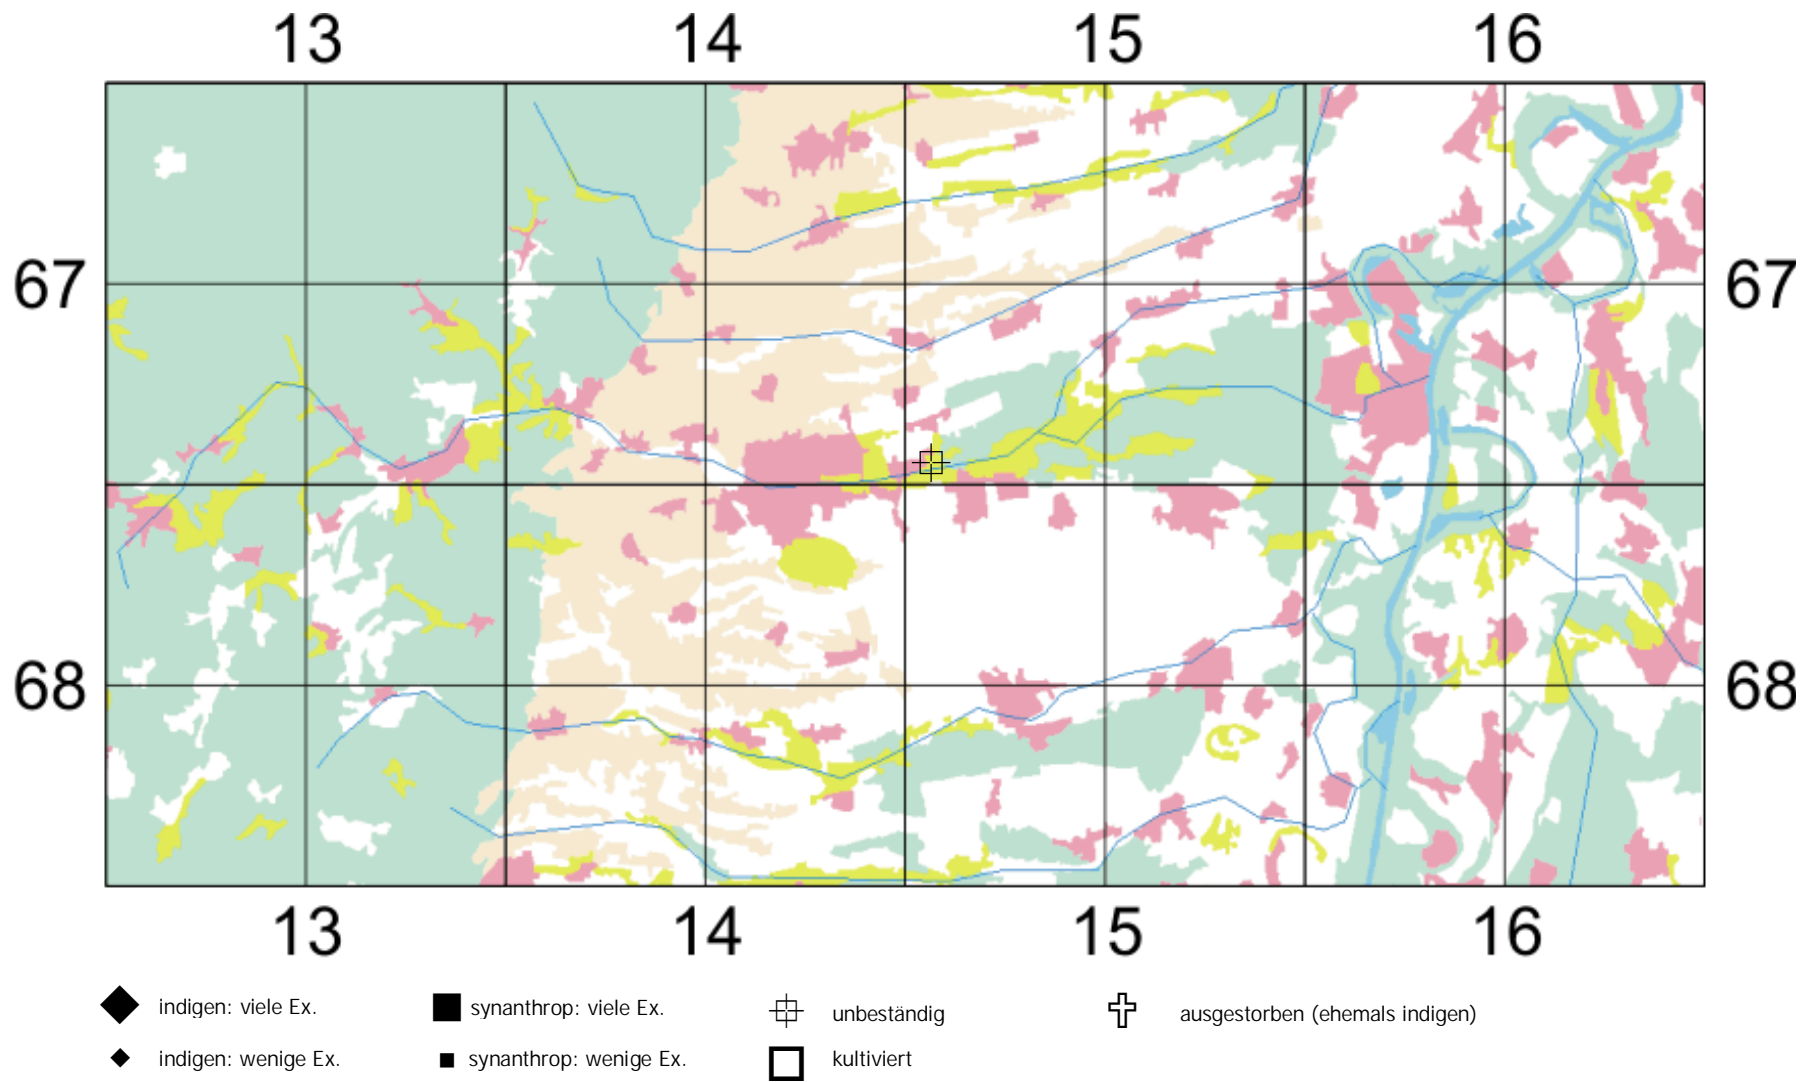 13 14 15 16
67 67
68 68
13 14 15 16
indigen: viele Ex. synanthrop: viele Ex. unbeständig ausgestorben (ehemals indigen)
indigen: wenige Ex. synanthrop: wenige Ex. kultiviert